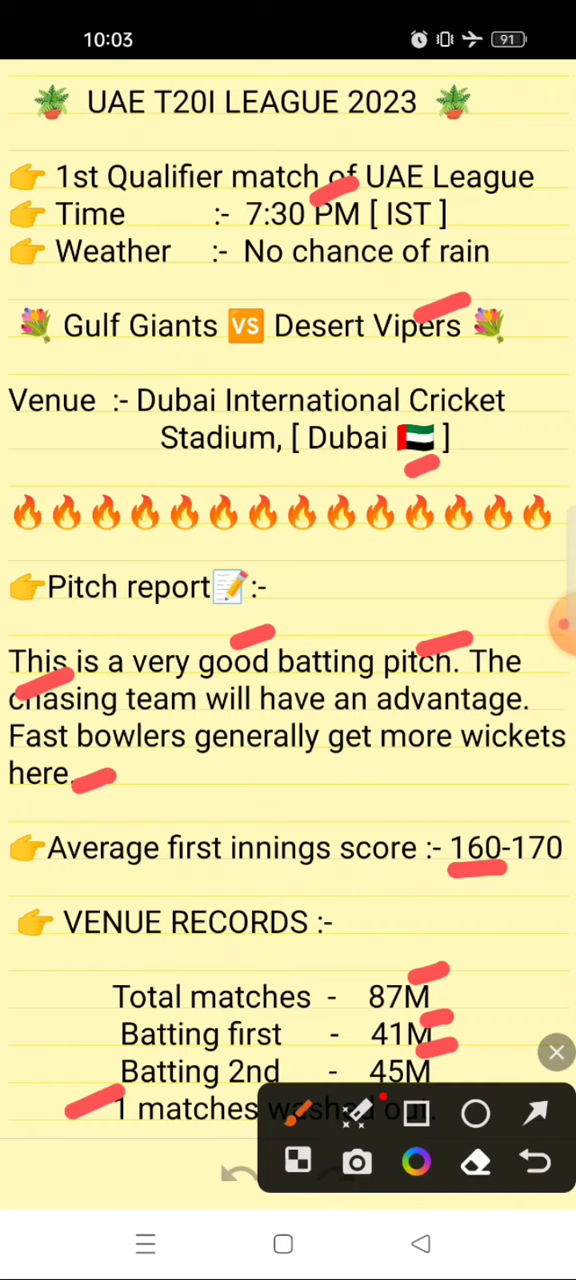 10:03 91
UAE T20I LEAGUE 2023
1st Qualifier match of UAE League
Time :- 7:30 PM [ IST ]
Weather :- No chance of rain
Gulf Giants VS Desert Vipers
Venue :- Dubai International Cricket
Stadium, [ Dubai 🇦🇪 ]
Pitch report📝:-
This is a very good batting pitch. The
chasing team will have an advantage.
Fast bowlers generally get more wickets
here.
Average first innings score :- 160-170
VENUE RECORDS :-
Total matches - 87M
Batting first - 41M
Batting 2nd - 45M
1 matches washed out.